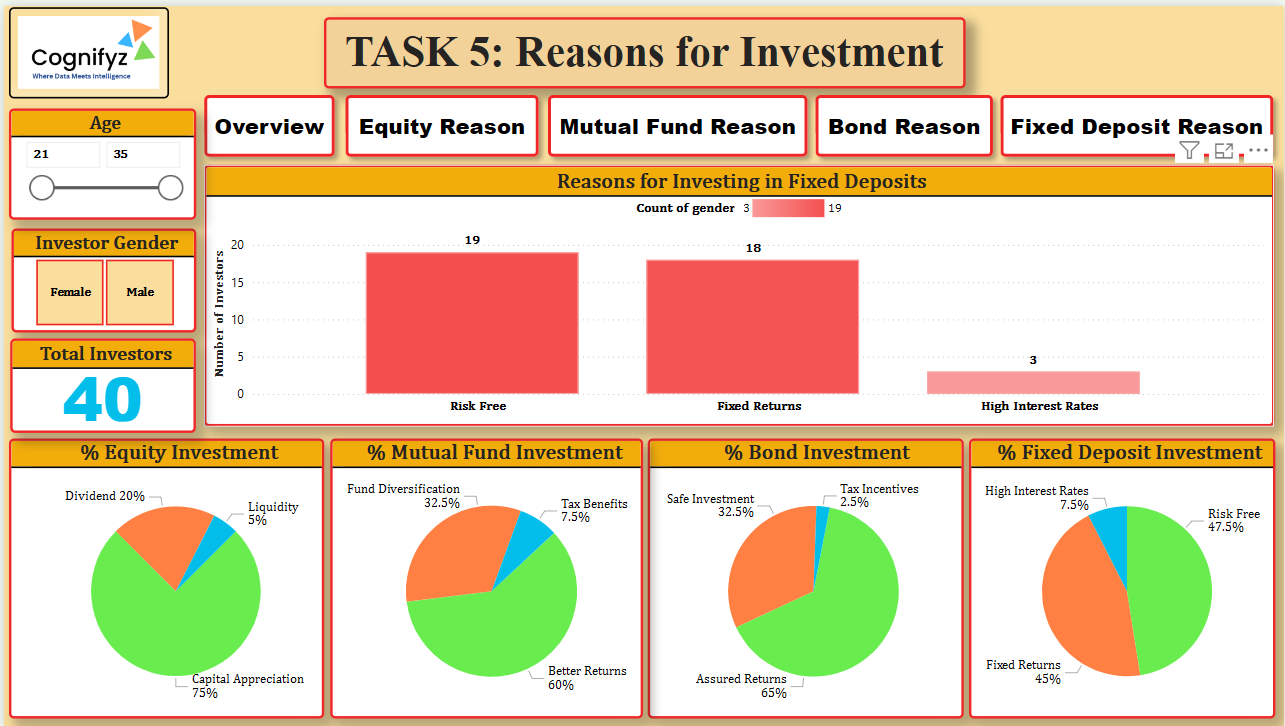 Cognifyz
Where Data Meets Intelligence
TASK 5: Reasons for Investment
Overview
Equity Reason
Mutual Fund Reason
Bond Reason
Fixed Deposit Reason
Age
21
35
Investor Gender
Female
Male
Total Investors
40
Reasons for Investing in Fixed Deposits
Count of gender 3 19
Number of Investors
20
15
10
5
0
19
18
3
Risk Free
Fixed Returns
High Interest Rates
% Equity Investment
Dividend 20%
Liquidity
5%
Capital Appreciation
75%
% Mutual Fund Investment
Fund Diversification
32.5%
Tax Benefits
7.5%
Better Returns
60%
% Bond Investment
Safe Investment
32.5%
Tax Incentives
2.5%
Assured Returns
65%
% Fixed Deposit Investment
High Interest Rates
7.5%
Risk Free
47.5%
Fixed Returns
45%